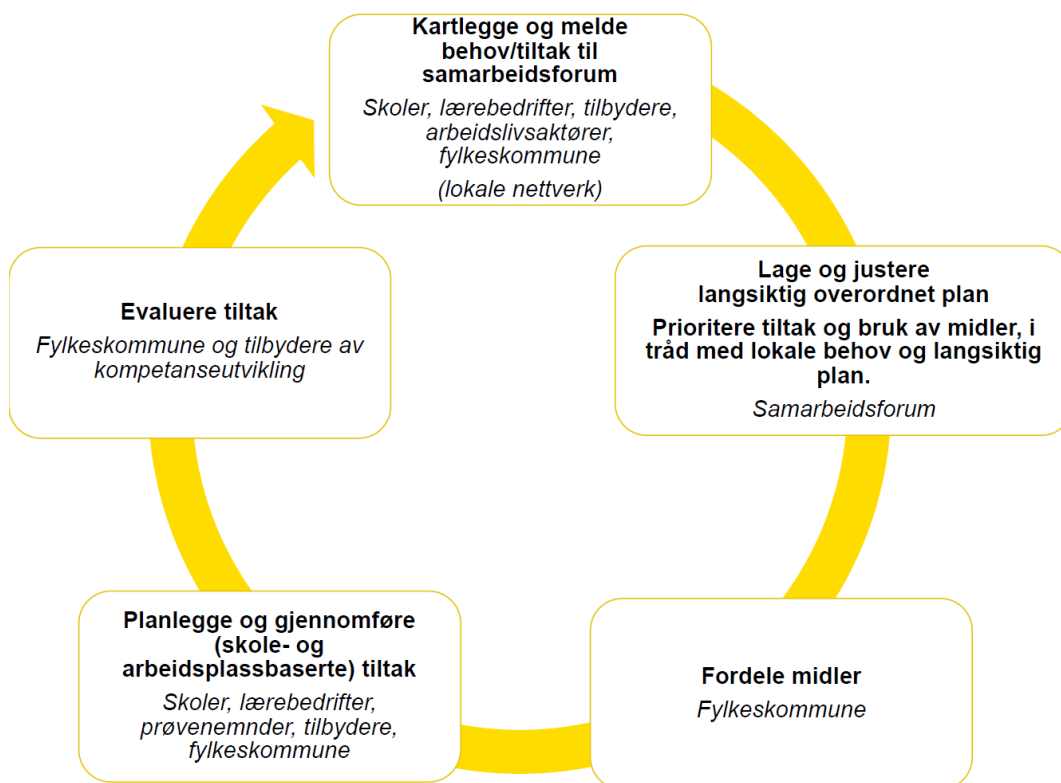 Kartlegge og melde
behov/tiltak til
samarbeidsforum
Skoler, lærebedrifter, tilbydere,
arbeidslivsaktører,
fylkeskommune
(lokale nettverk)
Lage og justere
langsiktig overordnet plan
Prioritere tiltak og bruk av midler, i
tråd med lokale behov og langsiktig
plan.
Samarbeidsforum
Fordele midler
Fylkeskommune
Planlegge og gjennomføre
(skole- og
arbeidsplassbaserte) tiltak
Skoler, lærebedrifter,
prøvenemnder, tilbydere,
fylkeskommune
Evaluere tiltak
Fylkeskommune og tilbydere av
kompetanseutvikling